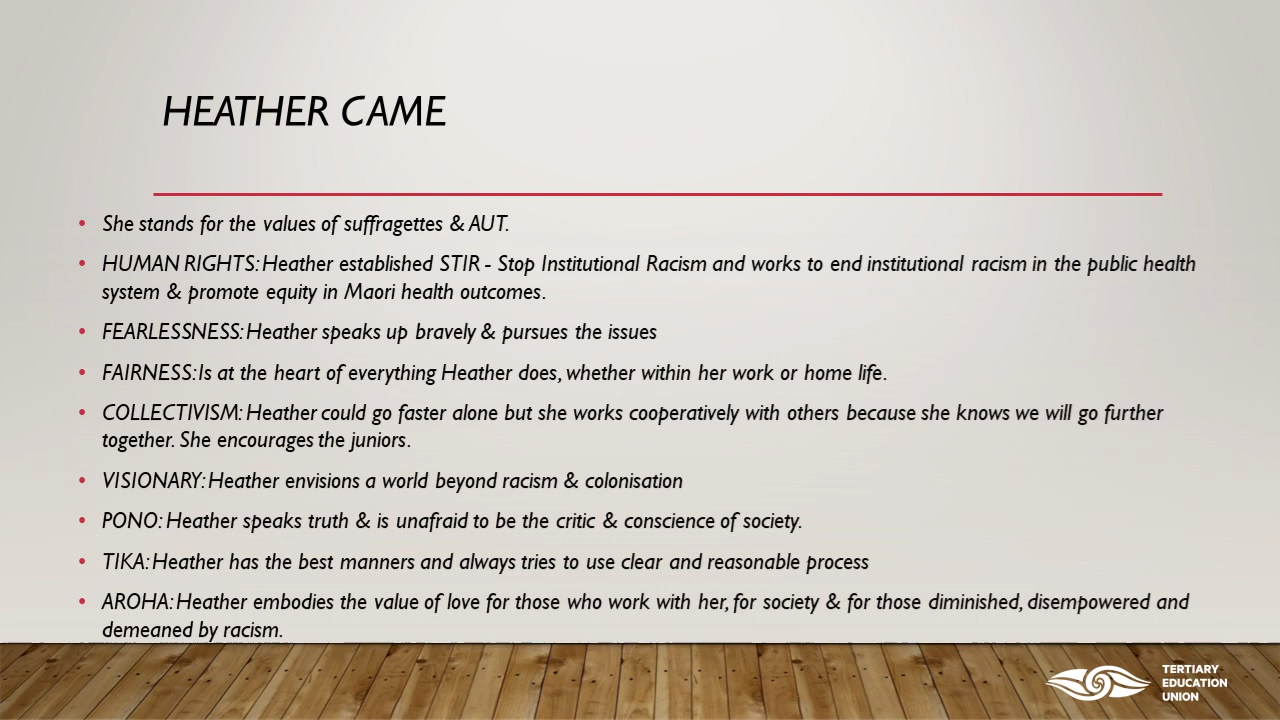 HEATHER CAME
• She stands for the values of suffragettes & AUT.
• HUMAN RIGHTS: Heather established STIR - Stop Institutional Racism and works to end institutional racism in the public health
system & promote equity in Maori health outcomes.
• FEARLESSNESS: Heather speaks up bravely & pursues the issues
• FAIRNESS: Is at the heart of everything Heather does, whether within her work or home life.
• COLLECTIVISM: Heather could go faster alone but she works cooperatively with others because she knows we will go further
together. She encourages the juniors.
• VISIONARY: Heather envisions a world beyond racism & colonisation
• PONO: Heather speaks truth & is unafraid to be the critic & conscience of society.
• TIKA: Heather has the best manners and always tries to use clear and reasonable process
• AROHA: Heather embodies the value of love for those who work with her, for society & for those diminished, disempowered and
demeaned by racism.
TERTIARY
EDUCATION
UNION